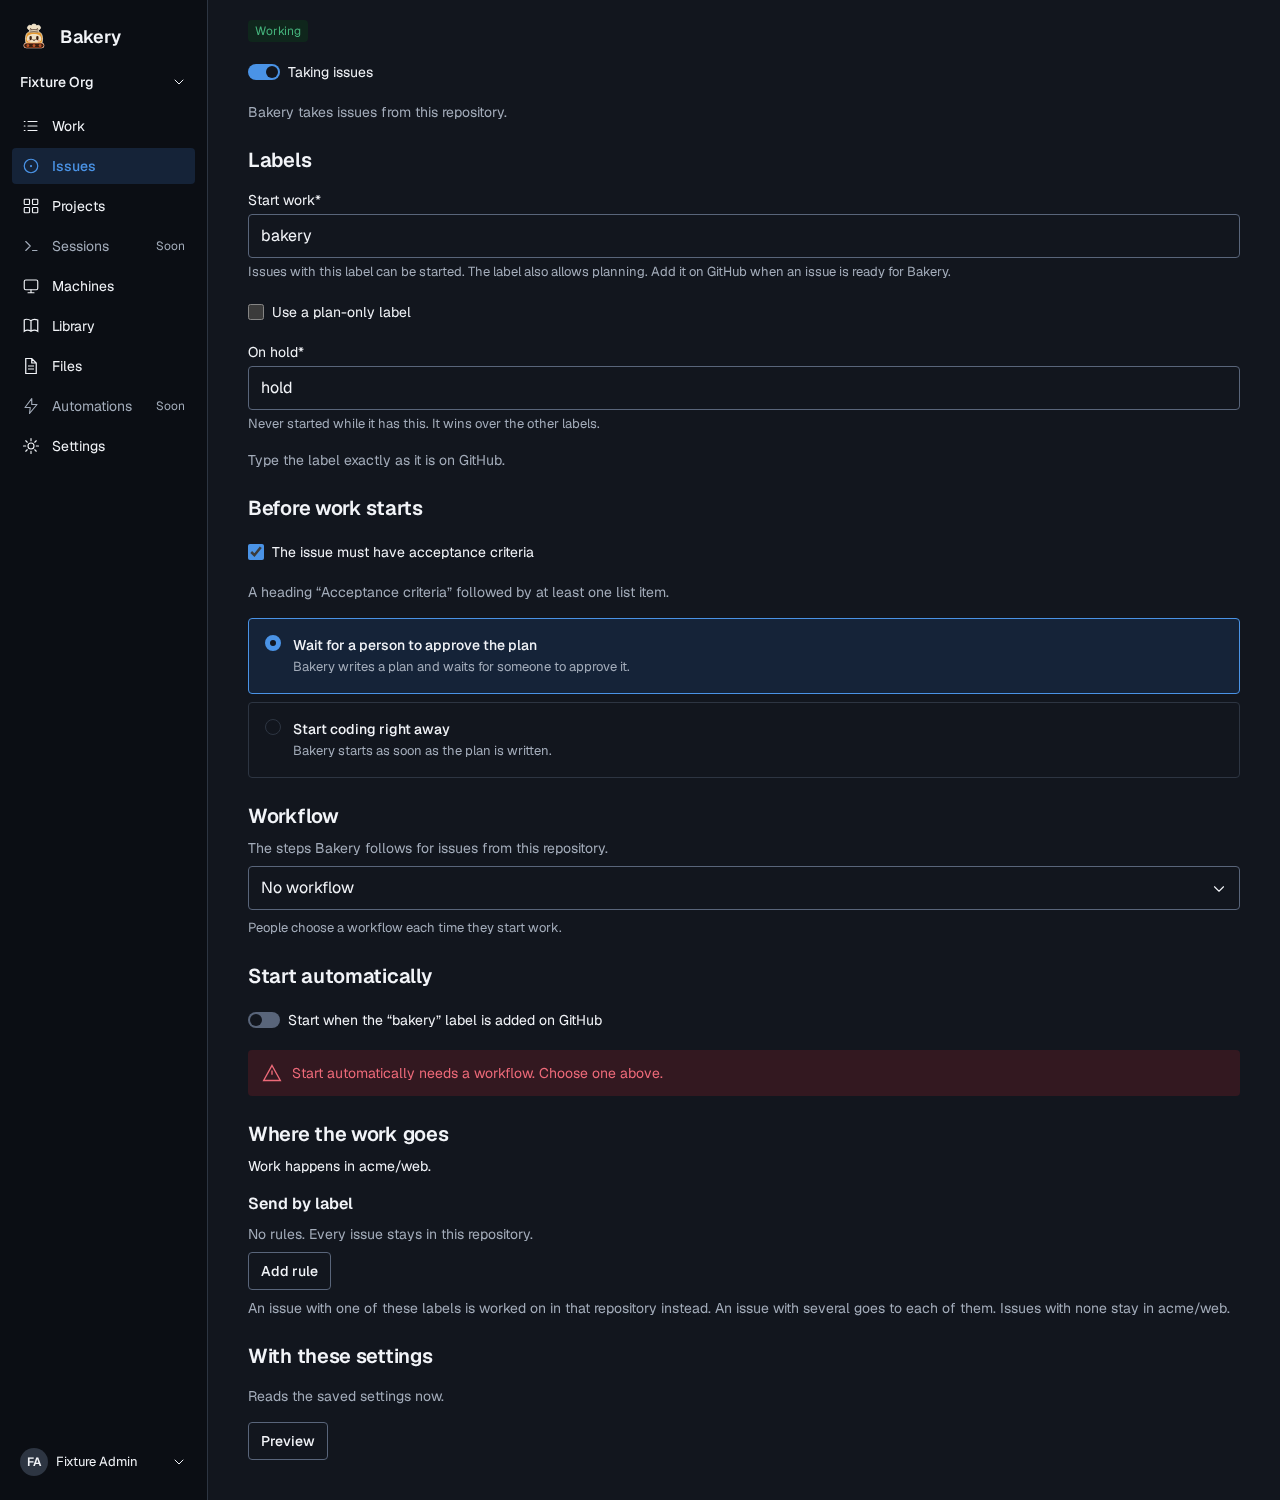 Bakery
Fixture Org
Work
Issues
Projects
Sessions Soon
Machines
Library
Files
Automations Soon
Settings
FA Fixture Admin
Working
Taking issues
Bakery takes issues from this repository.
Labels
Start work*
bakery
Issues with this label can be started. The label also allows planning. Add it on GitHub when an issue is ready for Bakery.
Use a plan-only label
On hold*
hold
Never started while it has this. It wins over the other labels.
Type the label exactly as it is on GitHub.
Before work starts
The issue must have acceptance criteria
A heading “Acceptance criteria” followed by at least one list item.
Wait for a person to approve the plan
Bakery writes a plan and waits for someone to approve it.
Start coding right away
Bakery starts as soon as the plan is written.
Workflow
The steps Bakery follows for issues from this repository.
No workflow
People choose a workflow each time they start work.
Start automatically
Start when the “bakery” label is added on GitHub
Start automatically needs a workflow. Choose one above.
Where the work goes
Work happens in acme/web.
Send by label
No rules. Every issue stays in this repository.
Add rule
An issue with one of these labels is worked on in that repository instead. An issue with several goes to each of them. Issues with none stay in acme/web.
With these settings
Reads the saved settings now.
Preview